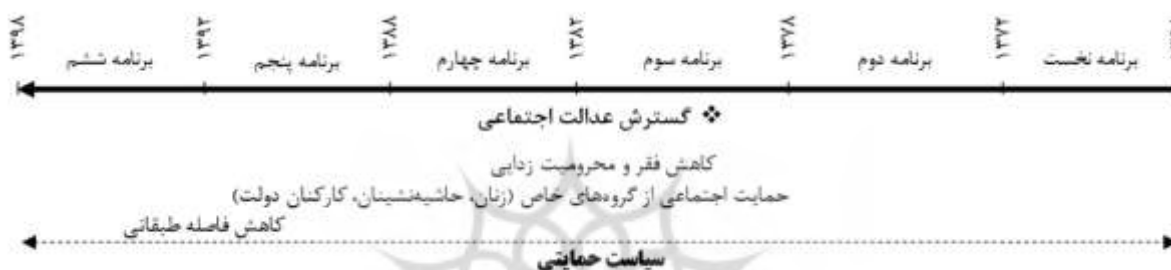 ۱۳۷۲ ۱۳۷۸ ۱۳۸۲ ۱۳۸۸ ۱۳۹۲ ۱۳۹۸
برنامه نخست برنامه دوم برنامه سوم برنامه چهارم برنامه پنجم برنامه ششم
❖ گسترش عدالت اجتماعی
کاهش فقر و محرومیت زدایی
حمایت اجتماعی از گروه‌های خاص (زنان، حاشیه‌نشینان، کارکنان دولت)
کاهش فاصله طبقاتی
سیاست حمایتی